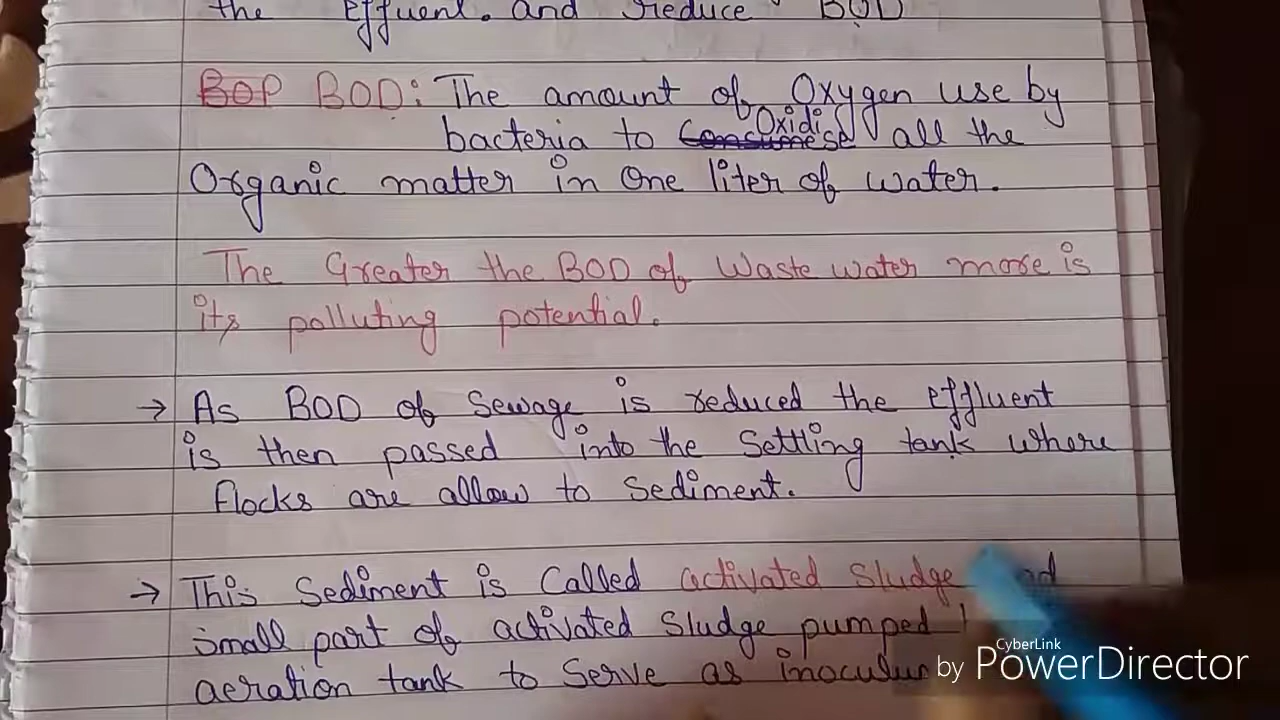 the Effuent. and reduce BOD
BOP BOD: The amount of Oxygen use by
bacteria to Consumese Oxidi all the
Organic matter in One liter of water.
The Greater the BOD of Waste water more is
its polluting potential.
→ As BOD of Sewage is reduced the effluent
is then passed into the Settling tank where
flocks are allow to Sediment.
→ This Sediment is Called activated Sludge
Small part of activated Sludge pumped
aeration tank to Serve as
CyberLink
by PowerDirector